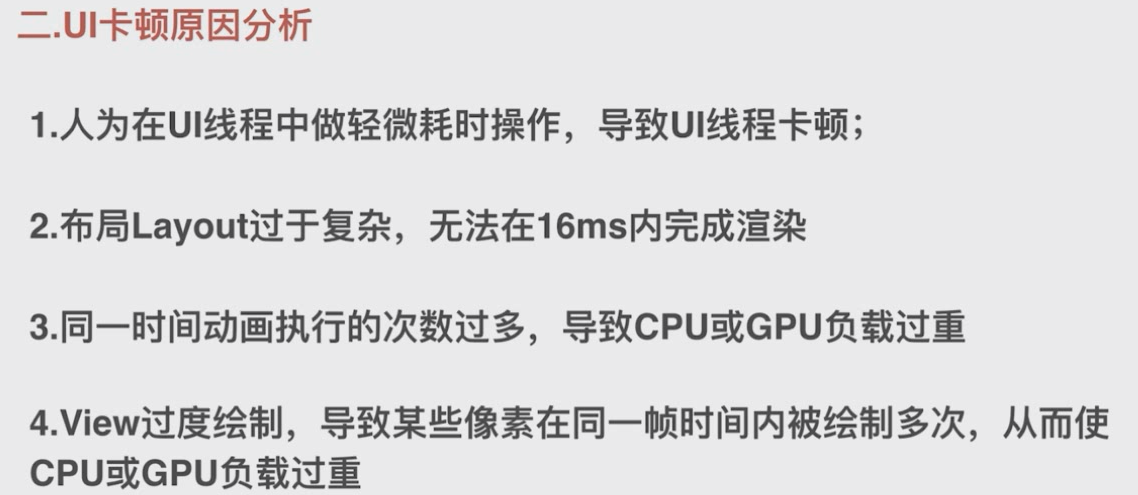 二.UI卡顿原因分析
1.人为在UI线程中做轻微耗时操作，导致UI线程卡顿；
2.布局Layout过于复杂，无法在16ms内完成渲染
3.同一时间动画执行的次数过多，导致CPU或GPU负载过重
4.View过度绘制，导致某些像素在同一帧时间内被绘制多次，从而使
CPU或GPU负载过重